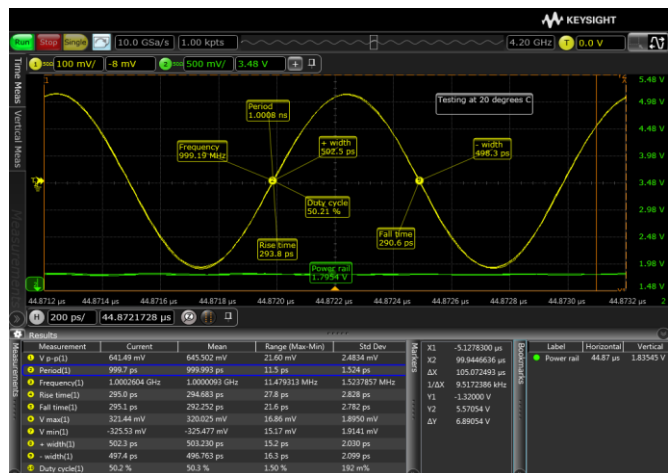 KEYSIGHT
Run Stop Single 10.0 GSa/s 1.00 kpts 4.20 GHz T 0.0 V
1 50Ω 100 mV/ -8 mV 2 50Ω 500 mV/ 3.48 V +
Time Meas
Vertical Meas
Measurements
5.48 V
4.98 V
4.48 V
3.98 V
3.48 V
2.98 V
2.48 V
1.98 V
1.48 V
Testing at 20 degrees C
Period
1.0008 ns
Frequency
999.19 MHz
+ width
502.5 ps
- width
498.3 ps
Duty cycle
50.21 %
Rise time
293.8 ps
Fall time
290.6 ps
Power rail
1.7954 V
44.8712 µs 44.8714 µs 44.8716 µs 44.8718 µs 44.8720 µs 44.8722 µs 44.8724 µs 44.8726 µs 44.8728 µs 44.8730 µs 44.8732 µs 2
H 200 ps/ 44.8721728 µs
Results
Measurements
Measurement Current Mean Range (Max-Min) Std Dev
V p-p(1) 641.49 mV 645.502 mV 21.60 mV 2.4834 mV
Period(1) 999.7 ps 999.993 ps 11.5 ps 1.524 ps
Frequency(1) 1.0002604 GHz 1.0000093 GHz 11.479313 MHz 1.5237857 MHz
Rise time(1) 295.0 ps 294.683 ps 27.8 ps 2.828 ps
Fall time(1) 295.1 ps 292.252 ps 21.6 ps 2.782 ps
V max(1) 321.44 mV 320.025 mV 16.86 mV 1.8950 mV
V min(1) -325.53 mV -325.477 mV 15.17 mV 1.9141 mV
+ width(1) 502.3 ps 503.230 ps 15.2 ps 2.030 ps
- width(1) 497.4 ps 496.763 ps 16.3 ps 2.099 ps
Duty cycle(1) 50.2 % 50.3 % 1.50 % 192 m%
Markers
X1 -5.1278300 µs
X2 99.9446636 µs
ΔX 105.072493 µs
1/ΔX 9.5172386 kHz
Y1 -1.32000 V
Y2 5.57054 V
ΔY 6.89054 V
Bookmarks
Label Horizontal Vertical
Power rail 44.87 µs 1.83545 V